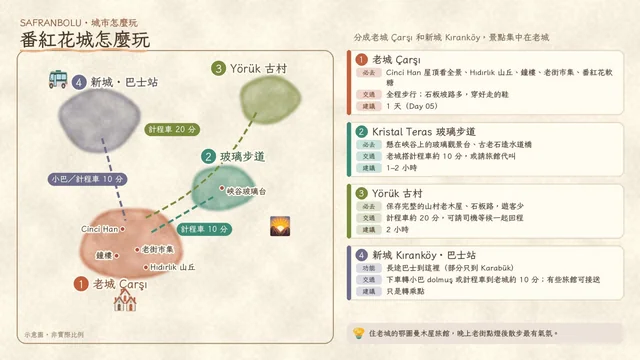 SAFRANBOLU・城市怎麼玩
番紅花城怎麼玩
分成老城 Çarşı 和新城 Kıranköy，景點集中在老城
4 新城・巴士站
3 Yörük 古村
計程車 20 分
2 玻璃步道
小巴／計程車 10 分
峽谷玻璃台
計程車 10 分
Cinci Han
老街市集
鐘樓
Hıdırlık 山丘
1 老城 Çarşı
示意圖，非實際比例
1 老城 Çarşı
必去 Cinci Han 屋頂看全景、Hıdırlık 山丘、鐘樓、老街市集、番紅花軟
糖
交通 全程步行；石板坡路多，穿好走的鞋
建議 1 天（Day 05）
2 Kristal Teras 玻璃步道
必去 懸在峽谷上的玻璃觀景台、古老石造水道橋
交通 老城搭計程車約 10 分，或請旅館代叫
建議 1–2 小時
3 Yörük 古村
必去 保存完整的山村老木屋、石板路，遊客少
交通 計程車約 20 分，可請司機等候一起回程
建議 2 小時
4 新城 Kıranköy・巴士站
功能 長途巴士到這裡（部分只到 Karabük）
交通 下車轉小巴 dolmuş 或計程車到老城約 10 分；有些旅館可接送
建議 只是轉乘點
住老城的鄂圖曼木屋旅館，晚上老街點燈後散步最有氣氛。